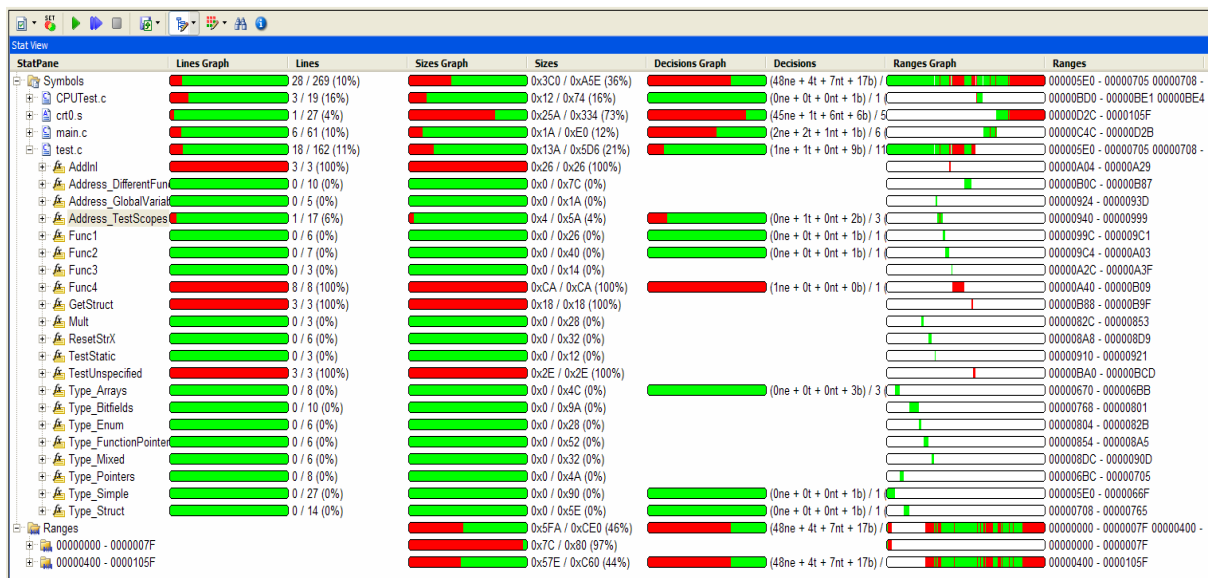 SET
Stat View
StatPane Lines Graph Lines Sizes Graph Sizes Decisions Graph Decisions Ranges Graph Ranges
Symbols 28 / 269 (10%) 0x3C0 / 0xA5E (36%) (48ne + 4t + 7nt + 17b) / 000005E0 - 00000705 00000708 -
CPUTest.c 3 / 19 (16%) 0x12 / 0x74 (16%) (0ne + 0t + 0nt + 1b) / 1 ( 00000BD0 - 00000BE1 00000BE4
crt0.s 1 / 27 (4%) 0x25A / 0x334 (73%) (45ne + 1t + 6nt + 6b) / 5 00000D2C - 0000105F
main.c 6 / 61 (10%) 0x1A / 0xE0 (12%) (2ne + 2t + 1nt + 1b) / 6 ( 00000C4C - 00000D2B
test.c 18 / 162 (11%) 0x13A / 0x5D6 (21%) (1ne + 1t + 0nt + 9b) / 11 000005E0 - 00000705 00000708 -
AddInl 3 / 3 (100%) 0x26 / 0x26 (100%) 00000A04 - 00000A29
Address_DifferentFun 0 / 10 (0%) 0x0 / 0x7C (0%) 00000B0C - 00000B87
Address_GlobalVariab 0 / 5 (0%) 0x0 / 0x1A (0%) 00000924 - 0000093D
Address_TestScopes 1 / 17 (6%) 0x4 / 0x5A (4%) (0ne + 1t + 0nt + 2b) / 3 ( 00000940 - 00000999
Func1 0 / 6 (0%) 0x0 / 0x26 (0%) (0ne + 0t + 0nt + 1b) / 1 ( 0000099C - 000009C1
Func2 0 / 7 (0%) 0x0 / 0x40 (0%) (0ne + 0t + 0nt + 1b) / 1 ( 000009C4 - 00000A03
Func3 0 / 3 (0%) 0x0 / 0x14 (0%) 00000A2C - 00000A3F
Func4 8 / 8 (100%) 0xCA / 0xCA (100%) (1ne + 0t + 0nt + 0b) / 1 ( 00000A40 - 00000B09
GetStruct 3 / 3 (100%) 0x18 / 0x18 (100%) 00000B88 - 00000B9F
Mult 0 / 3 (0%) 0x0 / 0x28 (0%) 0000082C - 00000853
ResetStrX 0 / 6 (0%) 0x0 / 0x32 (0%) 000008A8 - 000008D9
TestStatic 0 / 3 (0%) 0x0 / 0x12 (0%) 00000910 - 00000921
TestUnspecified 3 / 3 (100%) 0x2E / 0x2E (100%) 00000BA0 - 00000BCD
Type_Arrays 0 / 8 (0%) 0x0 / 0x4C (0%) (0ne + 0t + 0nt + 3b) / 3 ( 00000670 - 000006BB
Type_Bitfields 0 / 10 (0%) 0x0 / 0x9A (0%) 00000768 - 00000801
Type_Enum 0 / 6 (0%) 0x0 / 0x28 (0%) 00000804 - 0000082B
Type_FunctionPointer 0 / 6 (0%) 0x0 / 0x52 (0%) 00000854 - 000008A5
Type_Mixed 0 / 6 (0%) 0x0 / 0x32 (0%) 000008DC - 0000090D
Type_Pointers 0 / 8 (0%) 0x0 / 0x4A (0%) 000006BC - 00000705
Type_Simple 0 / 27 (0%) 0x0 / 0x90 (0%) (0ne + 0t + 0nt + 1b) / 1 ( 000005E0 - 0000066F
Type_Struct 0 / 14 (0%) 0x0 / 0x5E (0%) (0ne + 0t + 0nt + 1b) / 1 ( 00000708 - 00000765
Ranges 0x5FA / 0xCE0 (46%) (48ne + 4t + 7nt + 17b) / 00000000 - 0000007F 00000400 -
00000000 - 0000007F 0x7C / 0x80 (97%) 00000000 - 0000007F
00000400 - 0000105F 0x57E / 0xC60 (44%) (48ne + 4t + 7nt + 17b) / 00000400 - 0000105F